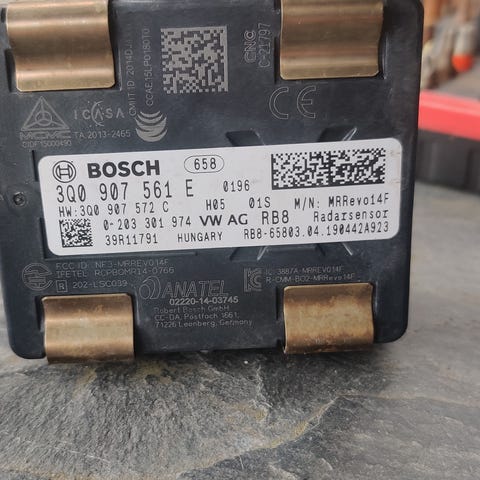 CMIIT ID 2014DJ
CCAE15LP0180T0
CNC
C-21797
MCMC
ICASA
TA 2013-2465
CIDF15000490
BOSCH
658
3Q0 907 561 E 0196
HW:3Q0 907 572 C H05 01S M/N: MRRevo14F
0-203 301 974 VW AG RB8 Radarsensor
39R11791 HUNGARY RB8-65803.04.190442A923
FCC ID: NF3-MRREVO14F
IFETEL: RCPBOMR14-0766
R 202-LSC039
ANATEL
02220-14-03745
Robert Bosch GmbH
CC-DA, Postfach 1661,
71226 Leonberg, Germany
IC: 3887A-MRREVO14F
R-CMM-BO2-MRRevo14F